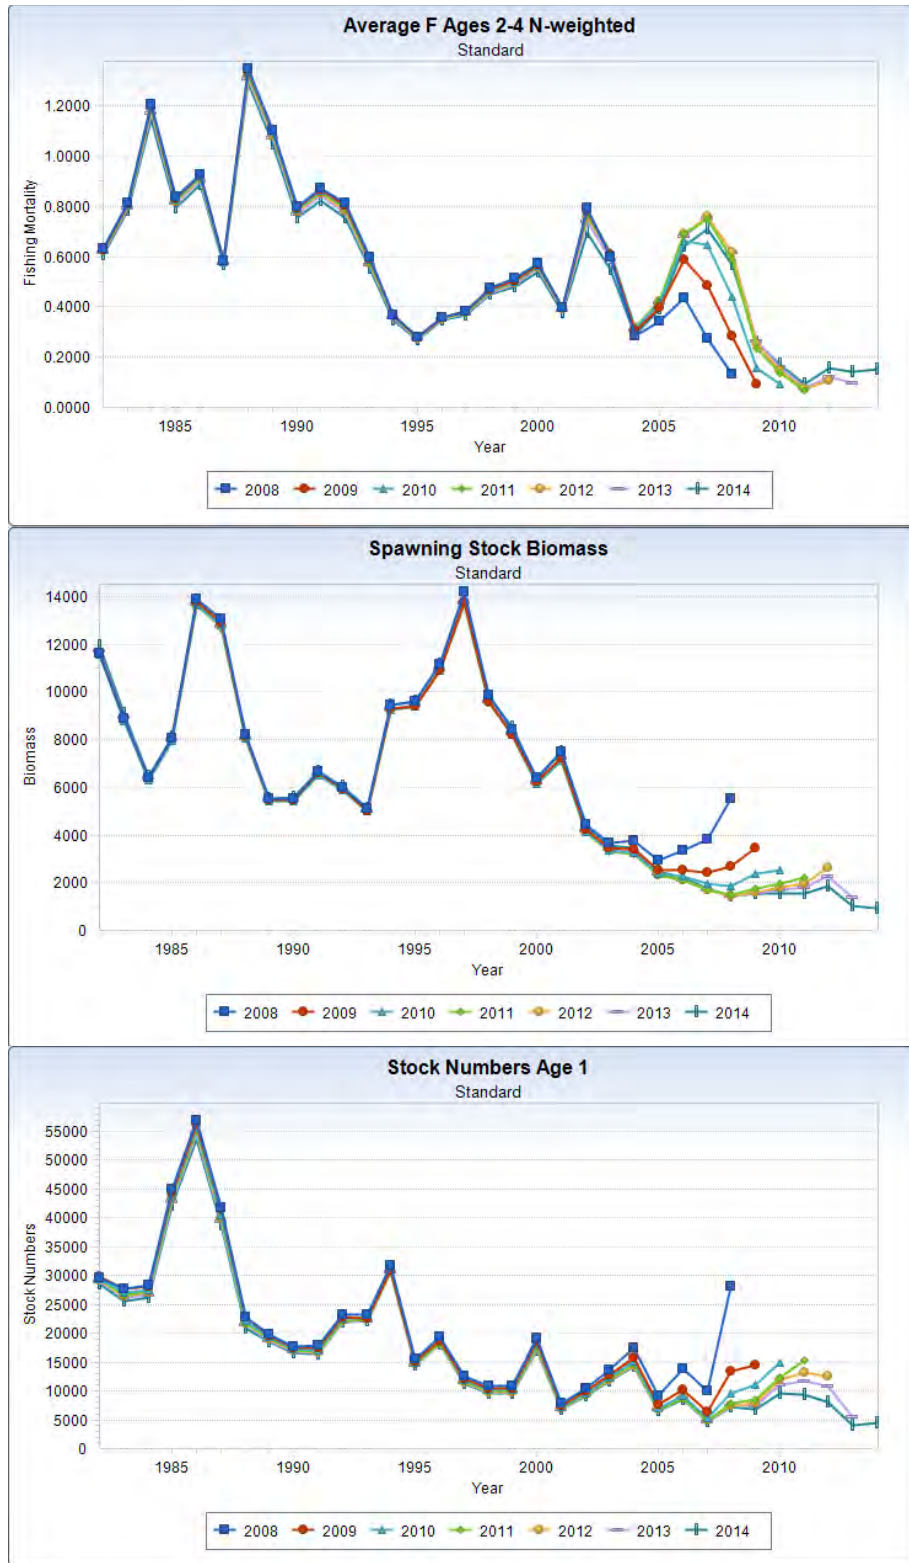 Average F Ages 2-4 N-weighted
Standard
Fishing Mortality
1.2000
1.0000
0.8000
0.6000
0.4000
0.2000
0.0000
1985 1990 1995 2000 2005 2010
Year
2008 2009 2010 2011 2012 2013 2014
Spawning Stock Biomass
Standard
Biomass
14000
12000
10000
8000
6000
4000
2000
0
1985 1990 1995 2000 2005 2010
Year
2008 2009 2010 2011 2012 2013 2014
Stock Numbers Age 1
Standard
Stock Numbers
55000
50000
45000
40000
35000
30000
25000
20000
15000
10000
5000
0
1985 1990 1995 2000 2005 2010
Year
2008 2009 2010 2011 2012 2013 2014